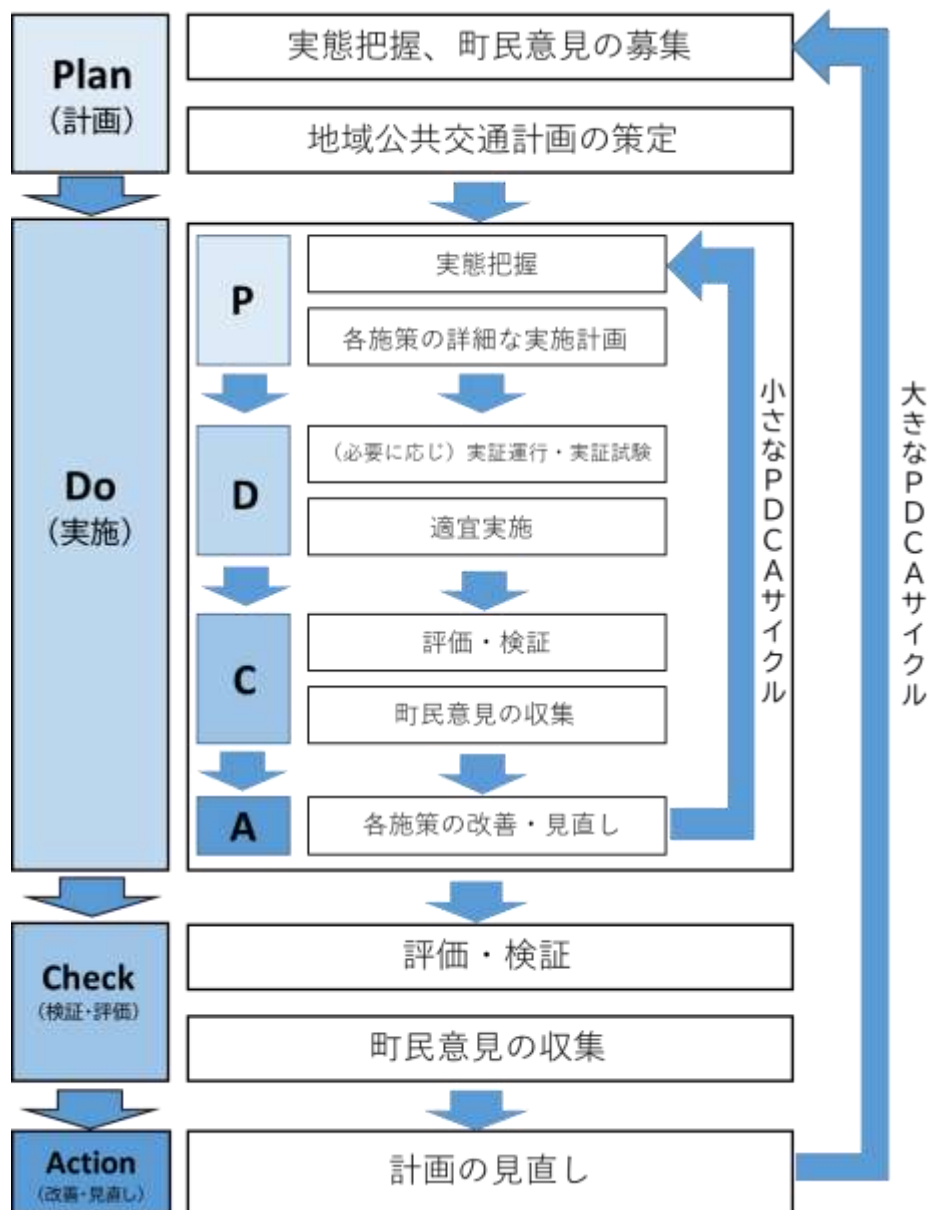 Plan
（計画）
実態把握、町民意見の募集
地域公共交通計画の策定
Do
（実施）
P
実態把握
各施策の詳細な実施計画
D
（必要に応じ）実証運行・実証試験
適宜実施
C
評価・検証
町民意見の収集
A
各施策の改善・見直し
小さなＰＤＣＡサイクル
大きなＰＤＣＡサイクル
Check
（検証・評価）
評価・検証
町民意見の収集
Action
（改善・見直し）
計画の見直し